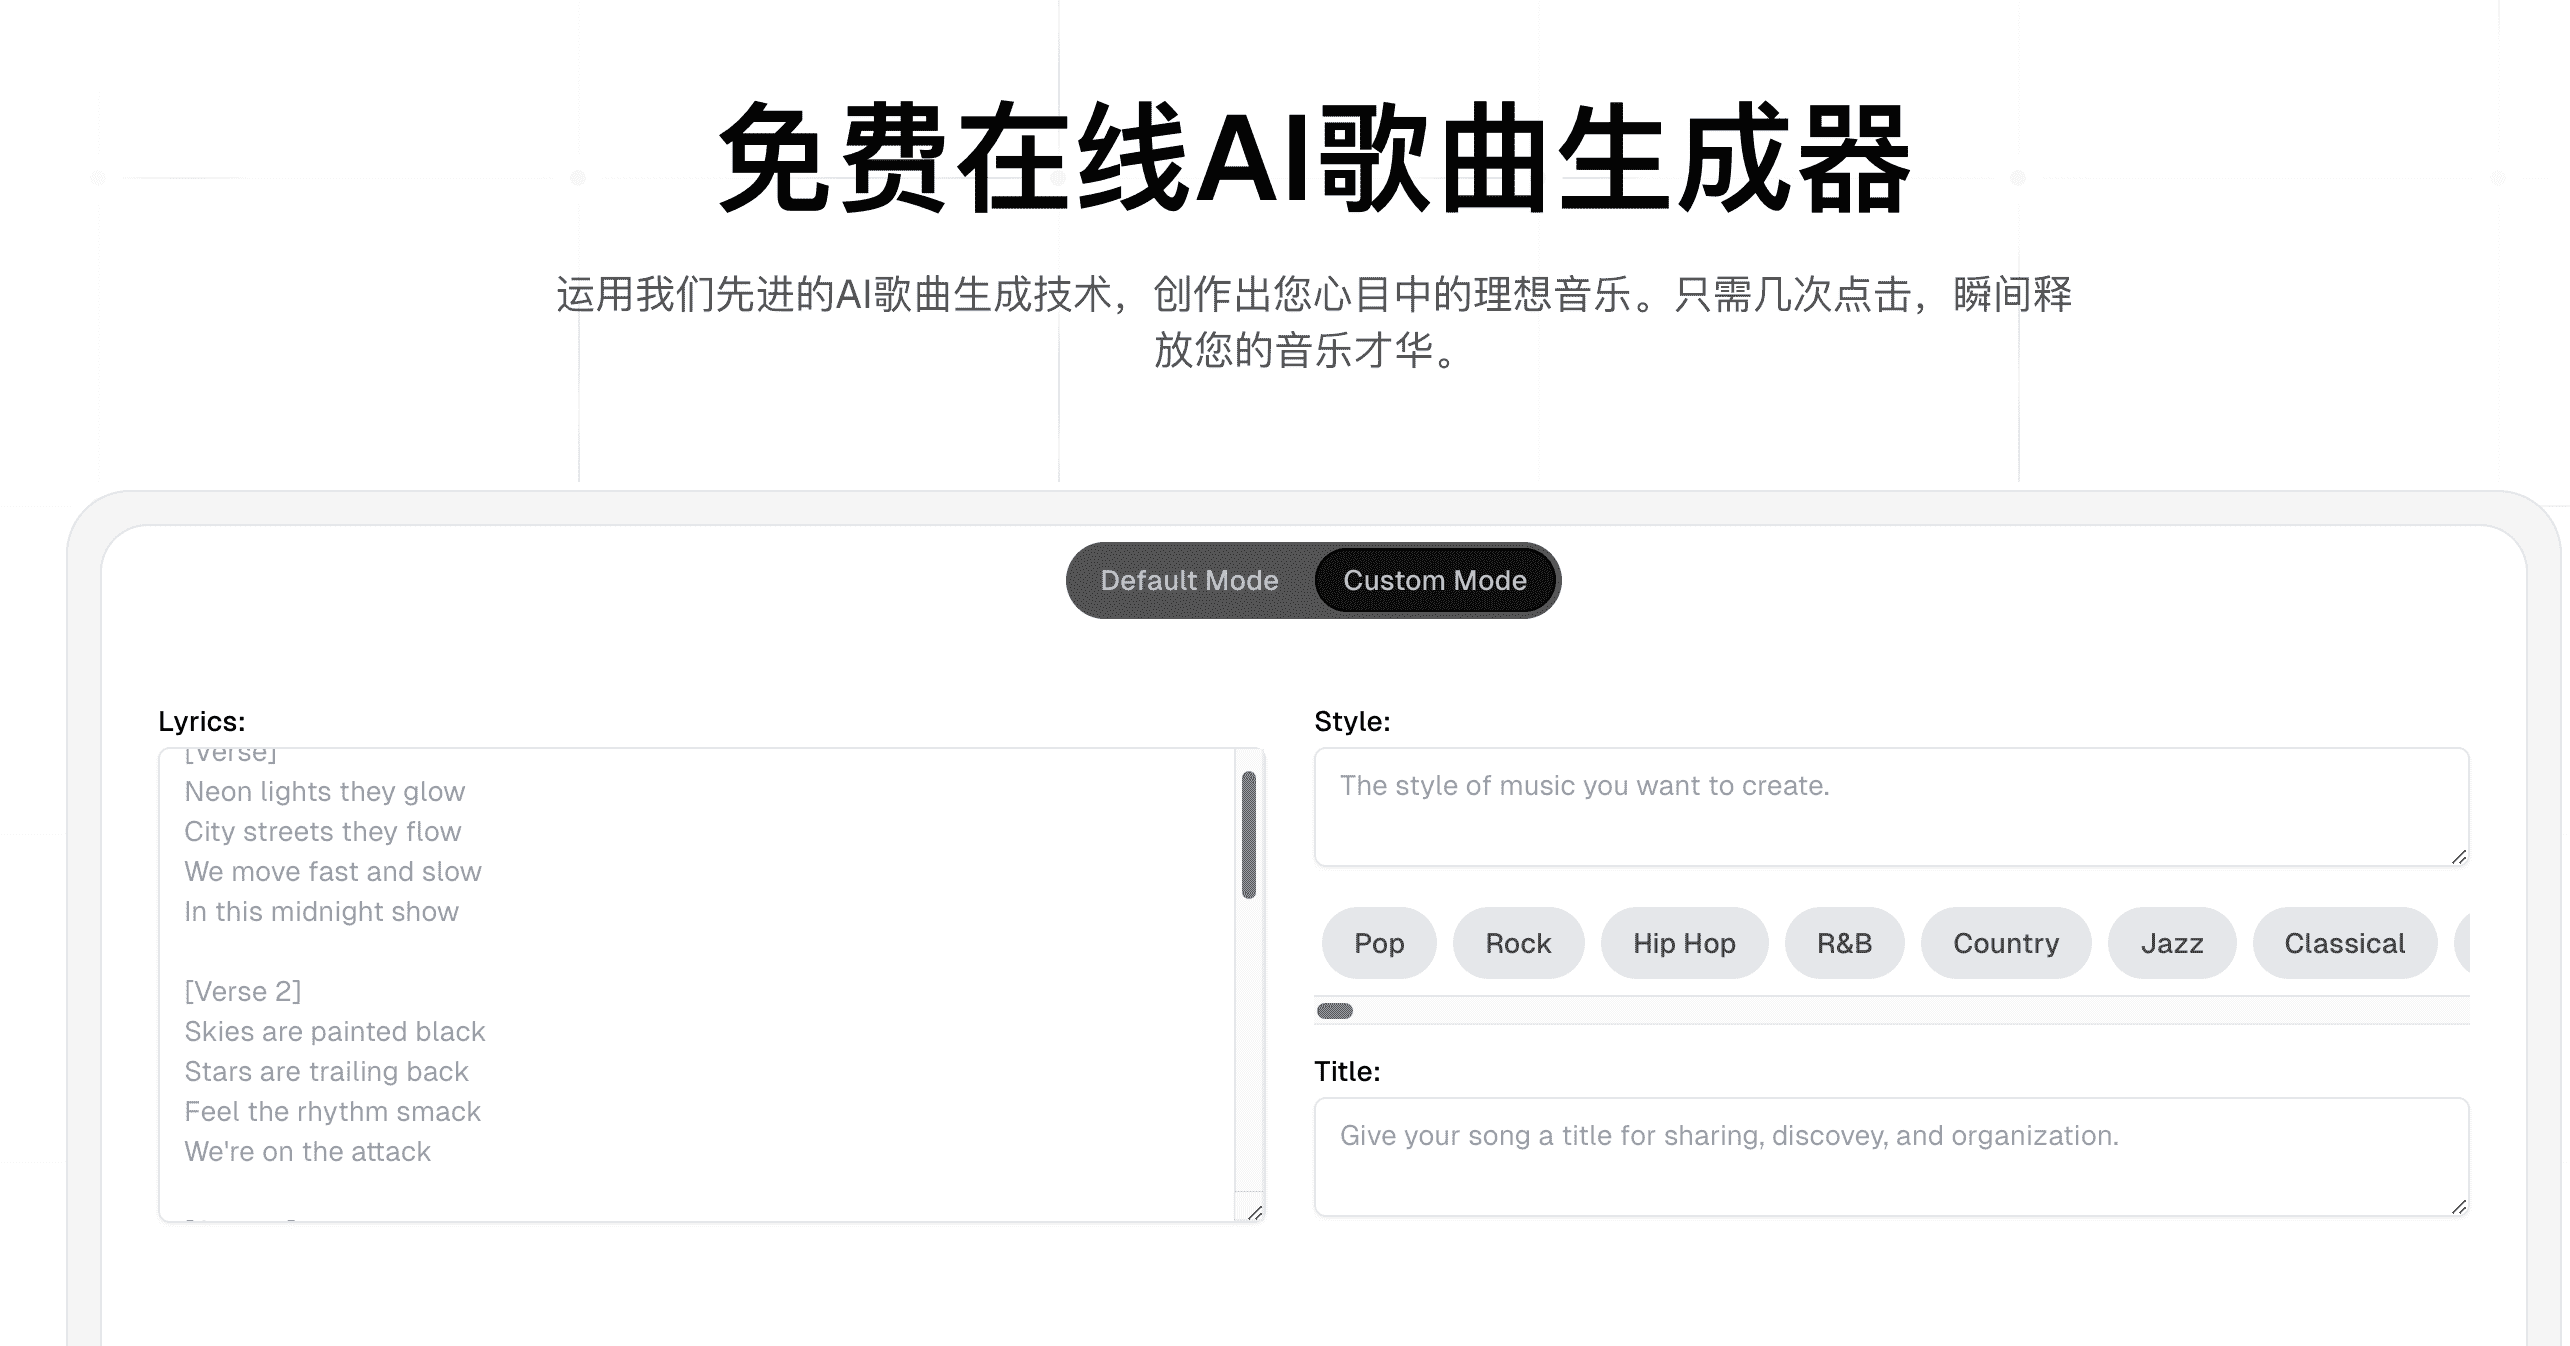 免费在线AI歌曲生成器
运用我们先进的AI歌曲生成技术，创作出您心目中的理想音乐。只需几次点击，瞬间释
放您的音乐才华。
Default Mode
Custom Mode
Lyrics:
[Verse]
Neon lights they glow
City streets they flow
We move fast and slow
In this midnight show
[Verse 2]
Skies are painted black
Stars are trailing back
Feel the rhythm smack
We're on the attack
Style:
The style of music you want to create.
Pop
Rock
Hip Hop
R&B
Country
Jazz
Classical
Title:
Give your song a title for sharing, discovey, and organization.